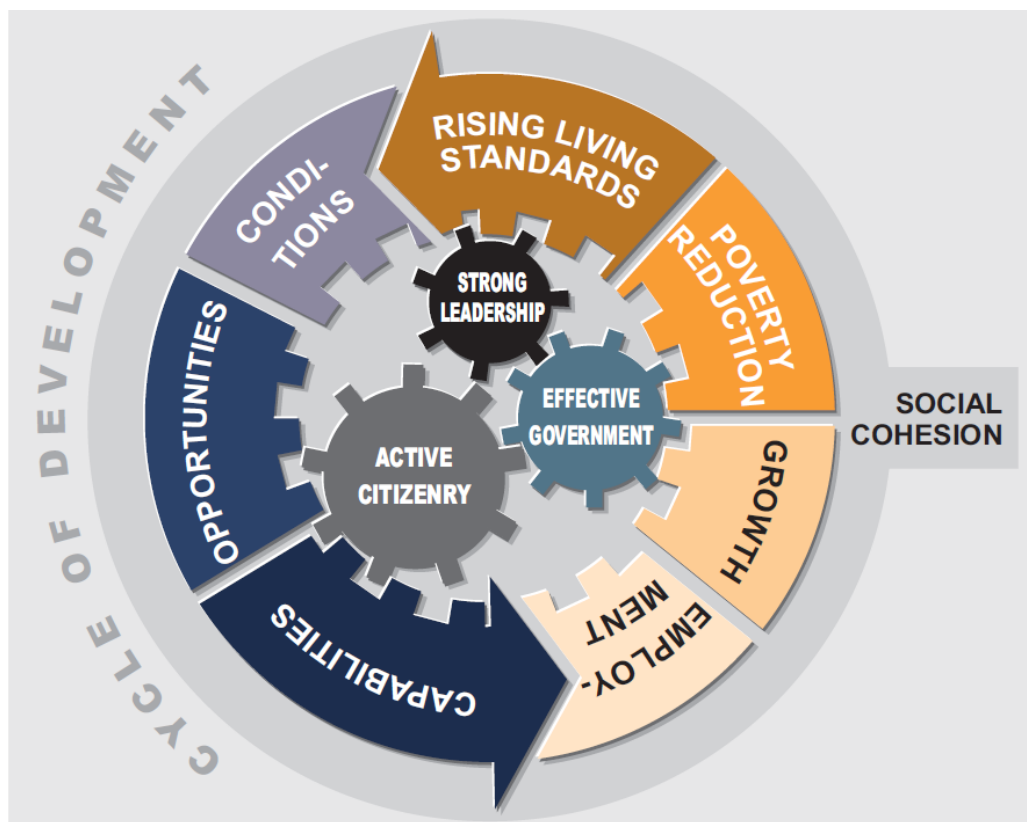 CYCLE OF DEVELOPMENT
RISING LIVING
STANDARDS
POVERTY
REDUCTION
GROWTH
EMPLOY-
MENT
CAPABILITIES
OPPORTUNITIES
CONDI-
TIONS
STRONG
LEADERSHIP
EFFECTIVE
GOVERNMENT
ACTIVE
CITIZENRY
SOCIAL
COHESION